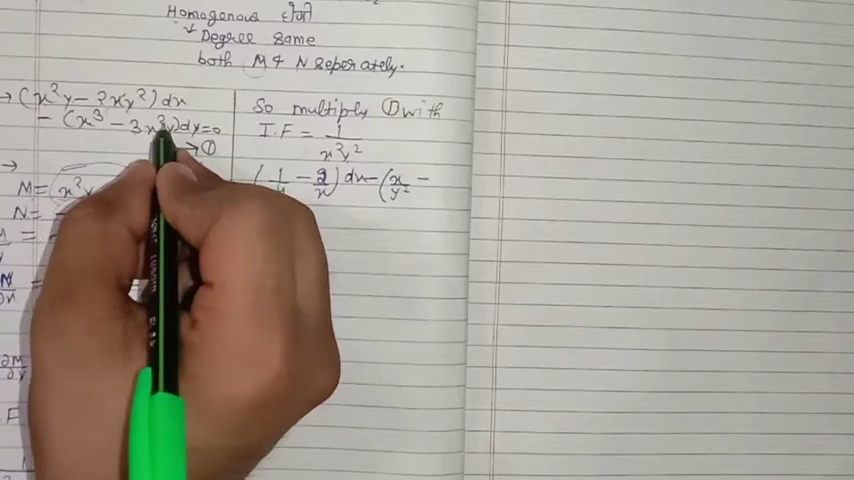 Homogenous होगी
↳ Degree same
both M & N seperately.
→ (x²y - 2xy²) dx
- (x³ - 3x²y)dy=0
→ ①
→
M = x²y
N =
∂M
∂y
So multiply ① with
I.F = 1/x²y²
(1/y - 2/x) dx - (x/y² -